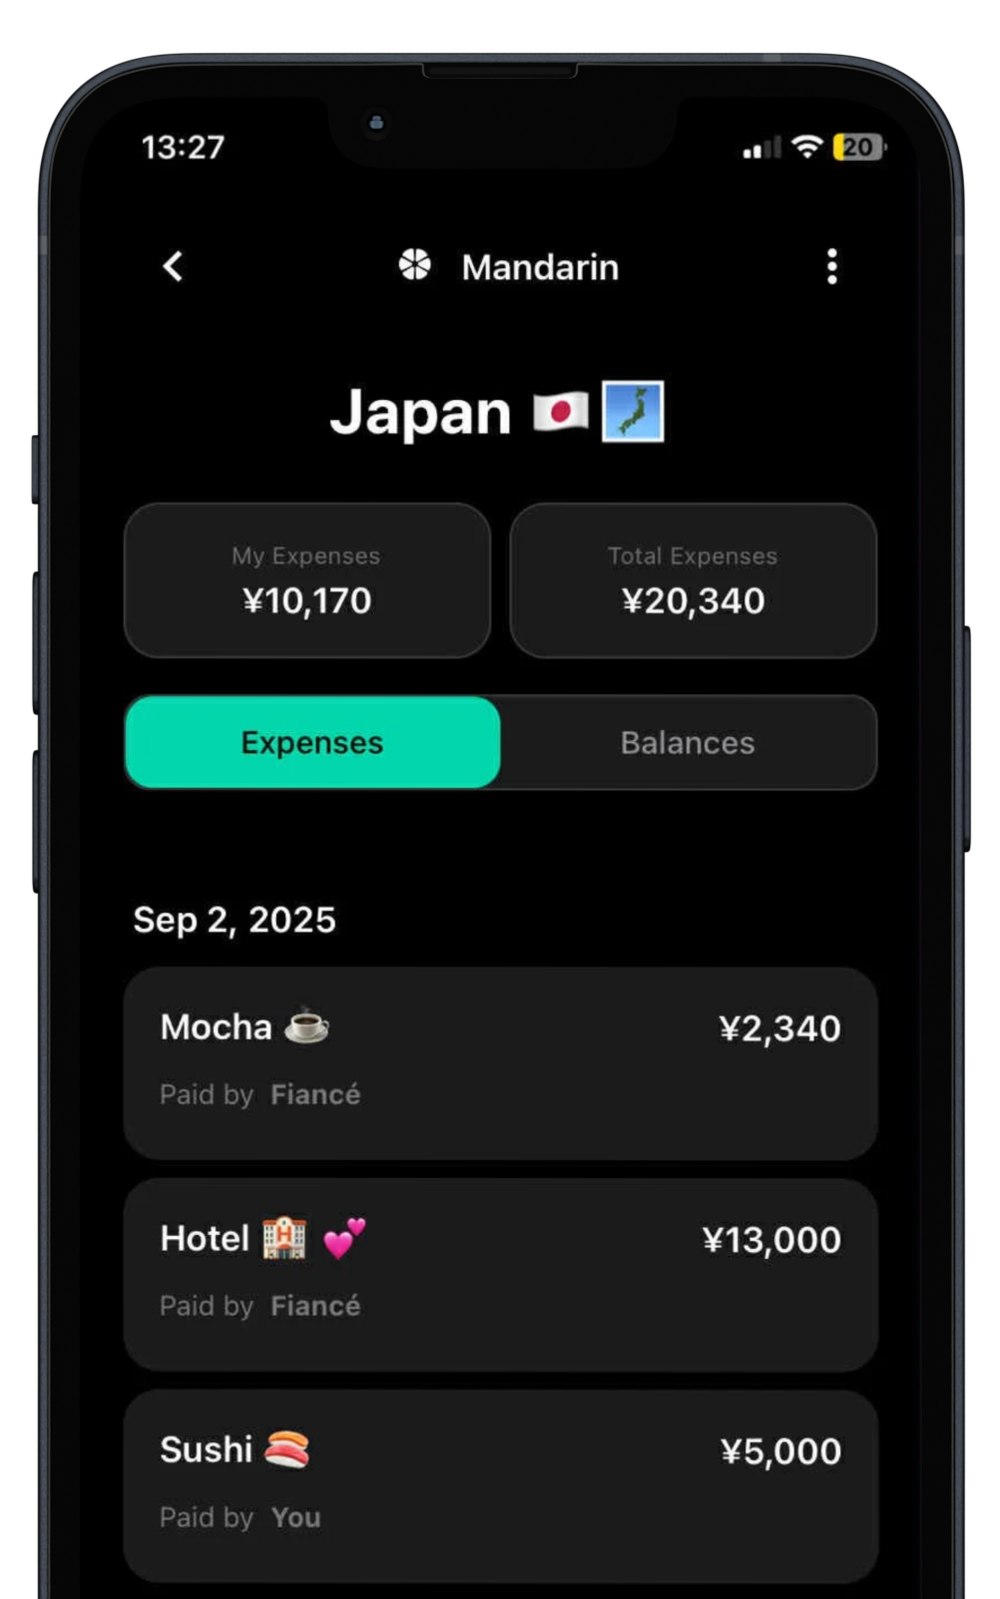 13:27
20
Mandarin
Japan 🇯🇵 🗾
My Expenses
¥10,170
Total Expenses
¥20,340
Expenses
Balances
Sep 2, 2025
Mocha ☕
¥2,340
Paid by Fiancé
Hotel 🏨 💕
¥13,000
Paid by Fiancé
Sushi 🍣
¥5,000
Paid by You